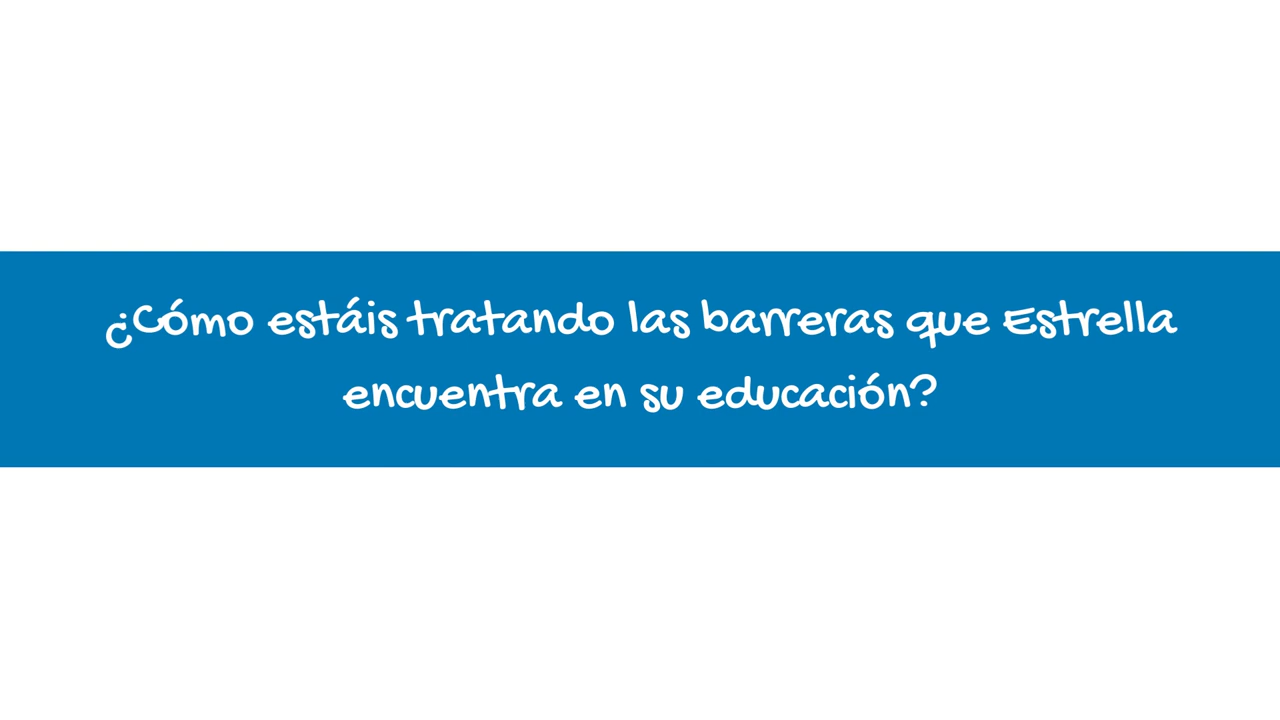 ¿Cómo estáis tratando las barreras que Estrella
encuentra en su educación?